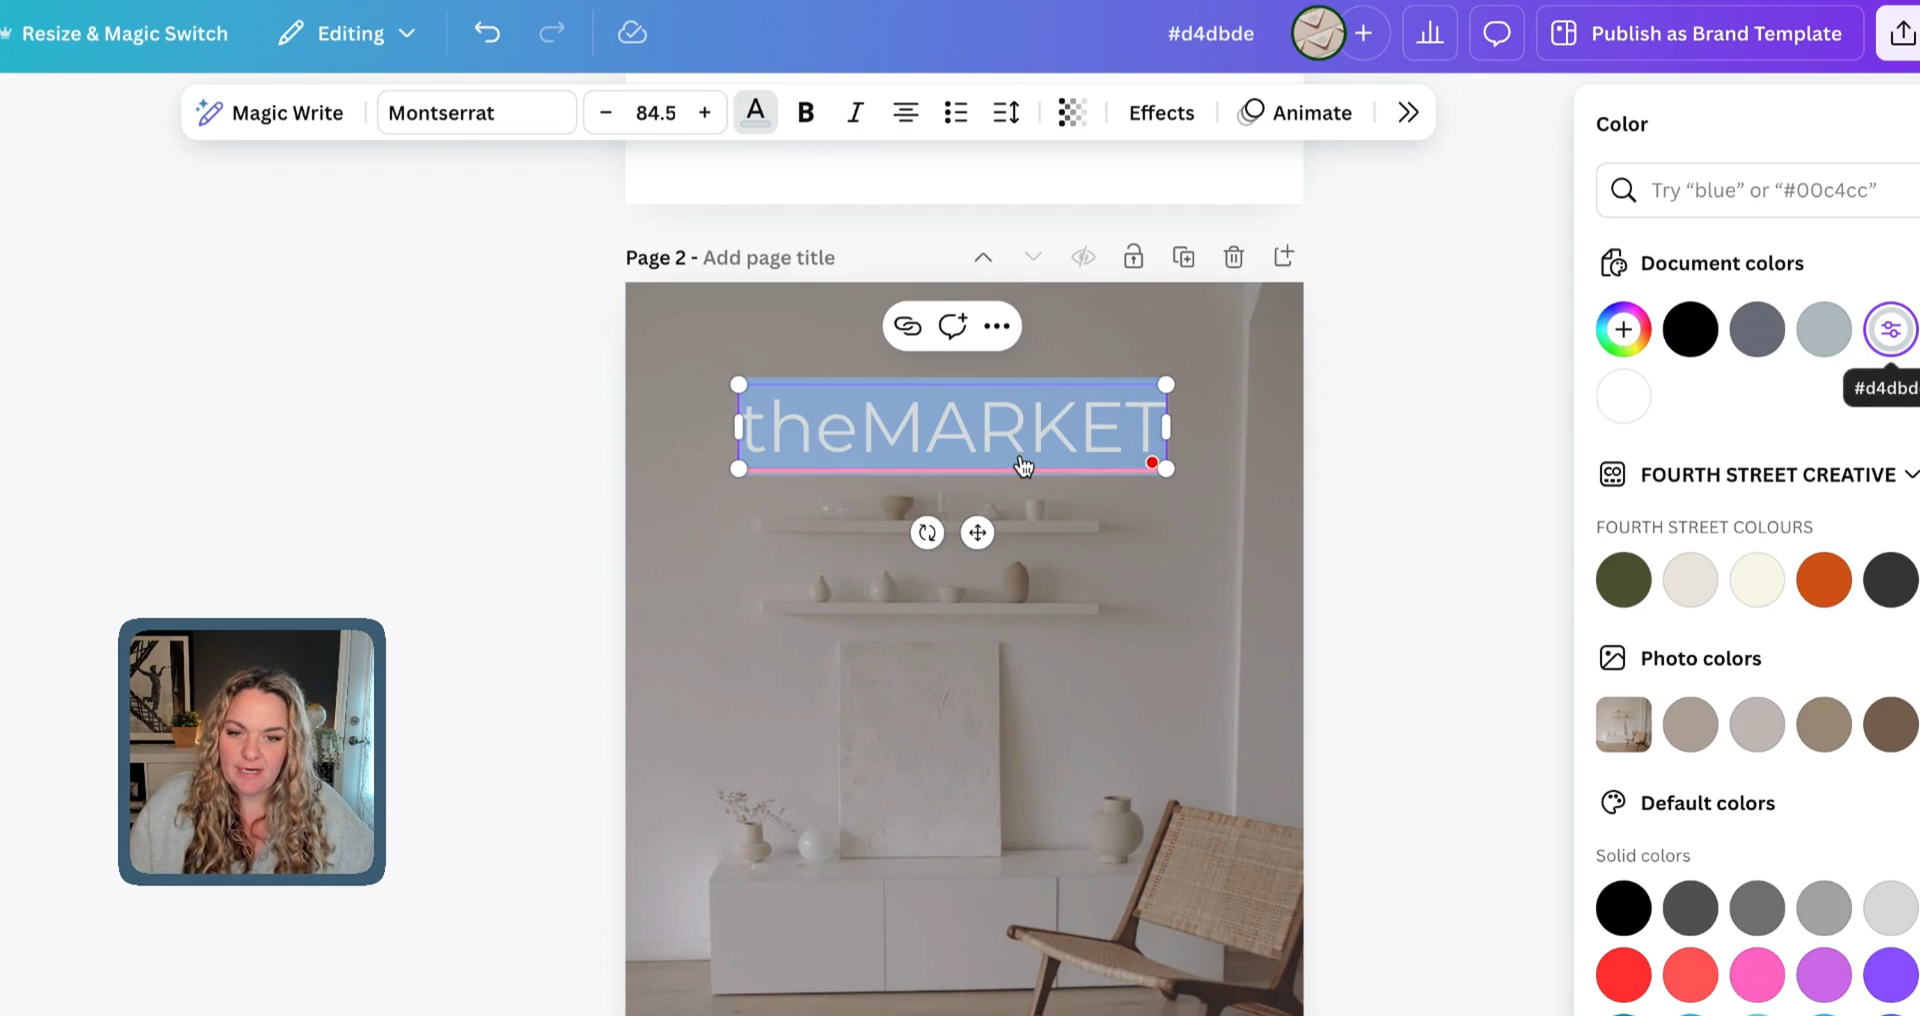 Resize & Magic Switch
Editing
#d4dbde
Publish as Brand Template
Magic Write
Montserrat
– 84.5 +
A
B
I
Effects
Animate
Color
Try “blue” or “#00c4cc”
Document colors
#d4dbd
Page 2 - Add page title
theMARKET
FOURTH STREET CREATIVE
FOURTH STREET COLOURS
Photo colors
Default colors
Solid colors